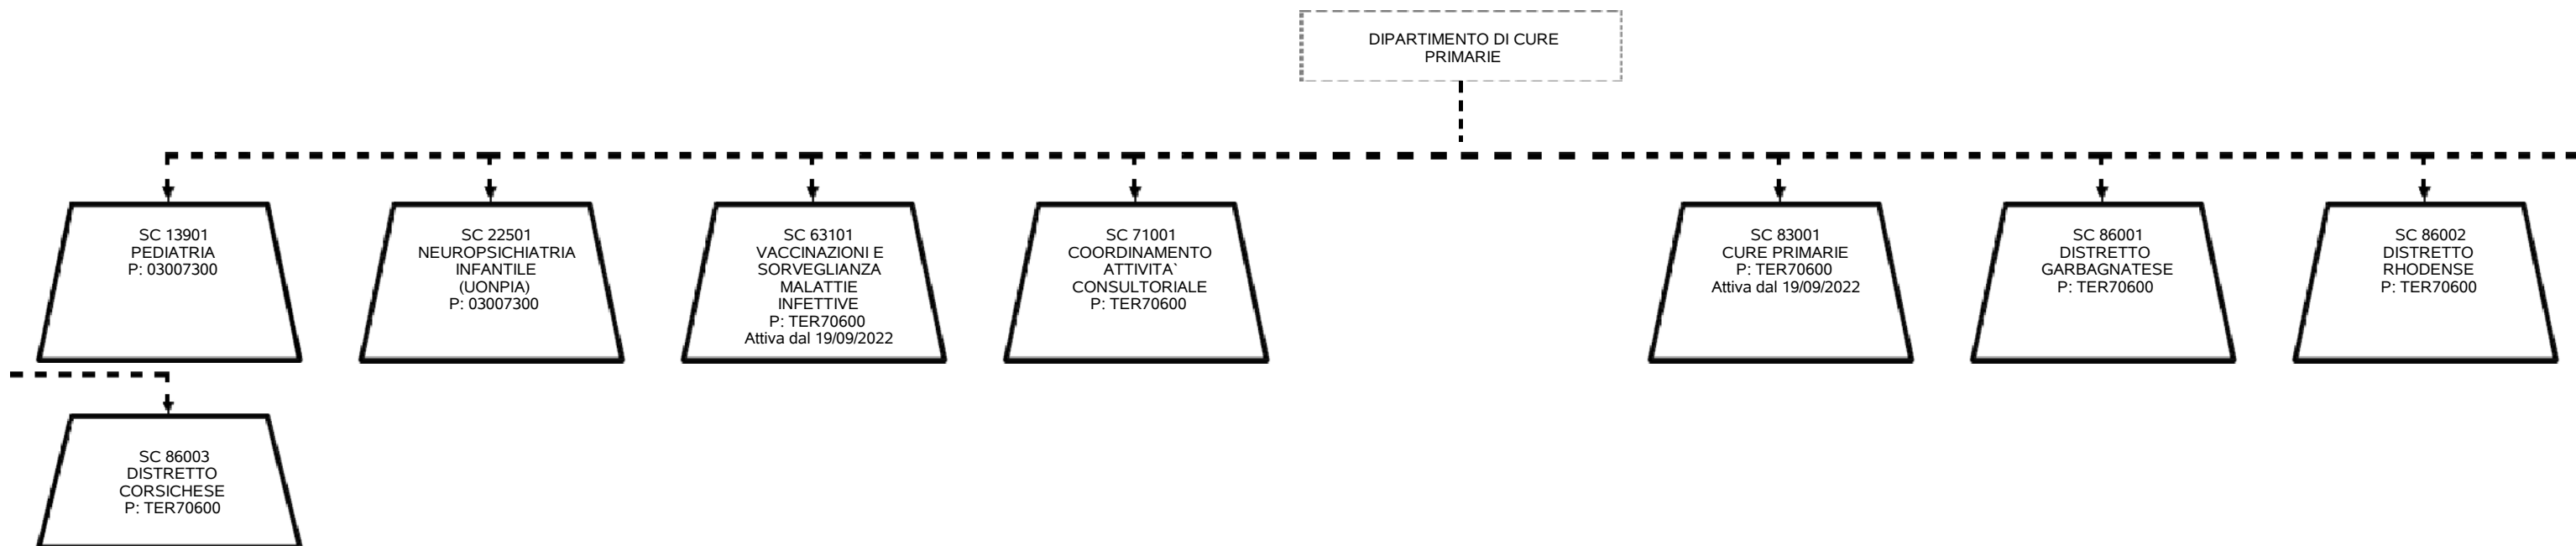 DIPARTIMENTO DI CURE
PRIMARIE
SC 13901
PEDIATRIA
P: 03007300
SC 22501
NEUROPSICHIATRIA
INFANTILE
(UONPIA)
P: 03007300
SC 63101
VACCINAZIONI E
SORVEGLIANZA
MALATTIE
INFETTIVE
P: TER70600
Attiva dal 19/09/2022
SC 71001
COORDINAMENTO
ATTIVITA`
CONSULTORIALE
P: TER70600
SC 83001
CURE PRIMARIE
P: TER70600
Attiva dal 19/09/2022
SC 86001
DISTRETTO
GARBAGNATESE
P: TER70600
SC 86002
DISTRETTO
RHODENSE
P: TER70600
SC 86003
DISTRETTO
CORSICHESE
P: TER70600